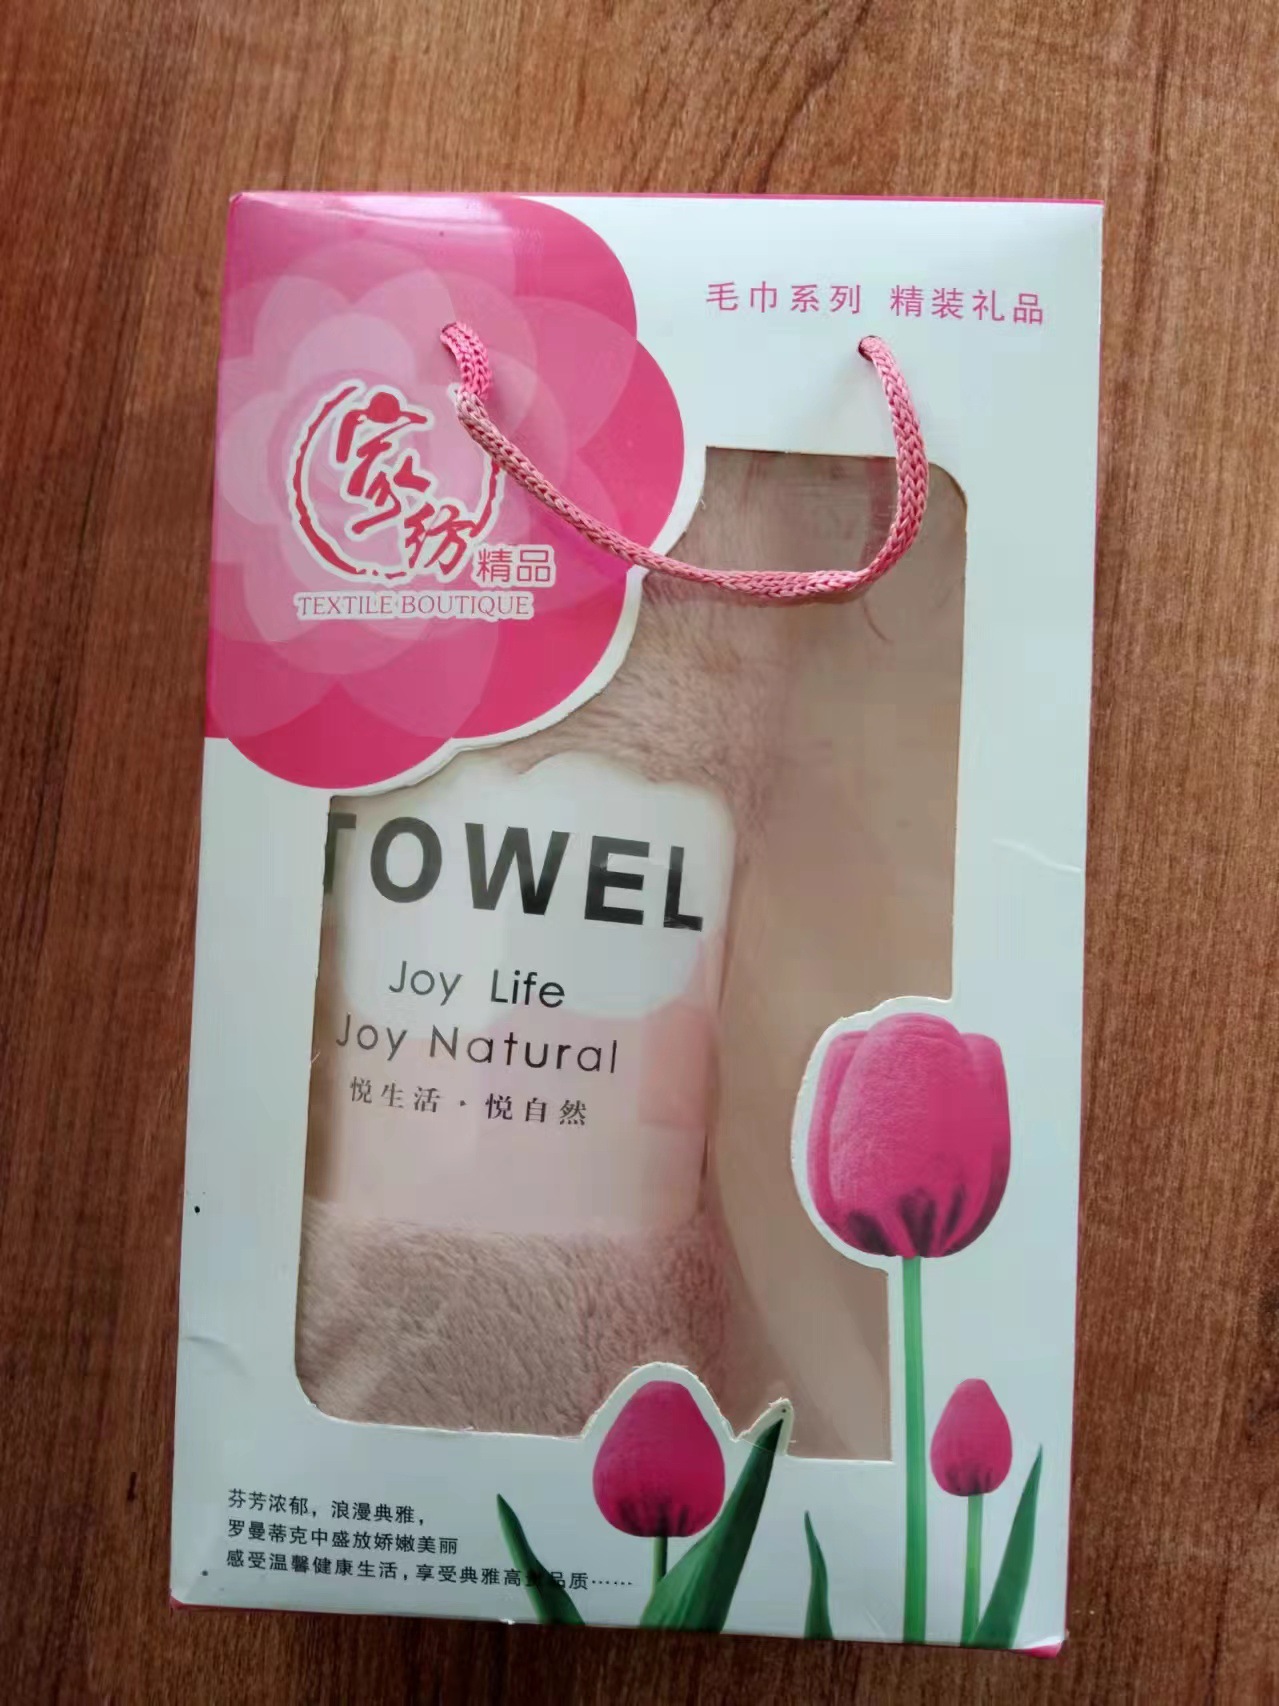 毛巾系列 精装礼品
家纺精品
TEXTILE BOUTIQUE
TOWEL
Joy Life
Joy Natural
悦生活·悦自然
芬芳浓郁，浪漫典雅，
罗曼蒂克中盛放娇嫩美丽
感受温馨健康生活，享受典雅高贵品质……